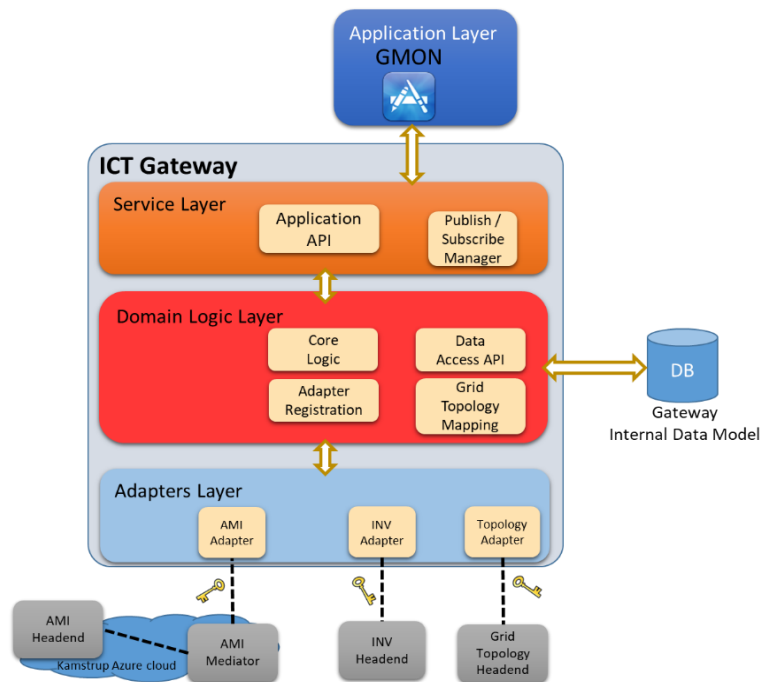 Application Layer
GMON
ICT Gateway
Service Layer
Application
API
Publish /
Subscribe
Manager
Domain Logic Layer
Core
Logic
Data
Access API
Adapter
Registration
Grid
Topology
Mapping
DB
Gateway
Internal Data Model
Adapters Layer
AMI
Adapter
INV
Adapter
Topology
Adapter
AMI
Headend
Kamstrup Azure cloud
AMI
Mediator
INV
Headend
Grid
Topology
Headend